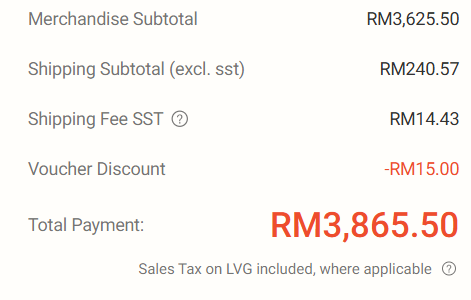 Merchandise Subtotal RM3,625.50
Shipping Subtotal (excl. sst) RM240.57
Shipping Fee SST ? RM14.43
Voucher Discount -RM15.00
Total Payment: RM3,865.50
Sales Tax on LVG included, where applicable ?